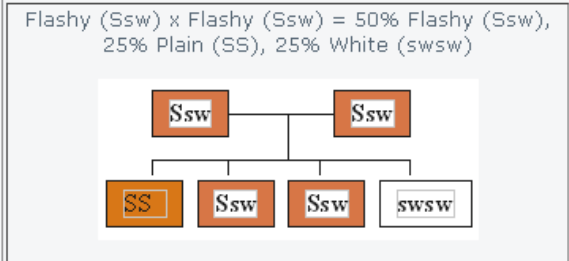 Flashy (Ssw) x Flashy (Ssw) = 50% Flashy (Ssw),
25% Plain (SS), 25% White (swsw)
Ssw Ssw
SS Ssw Ssw swsw